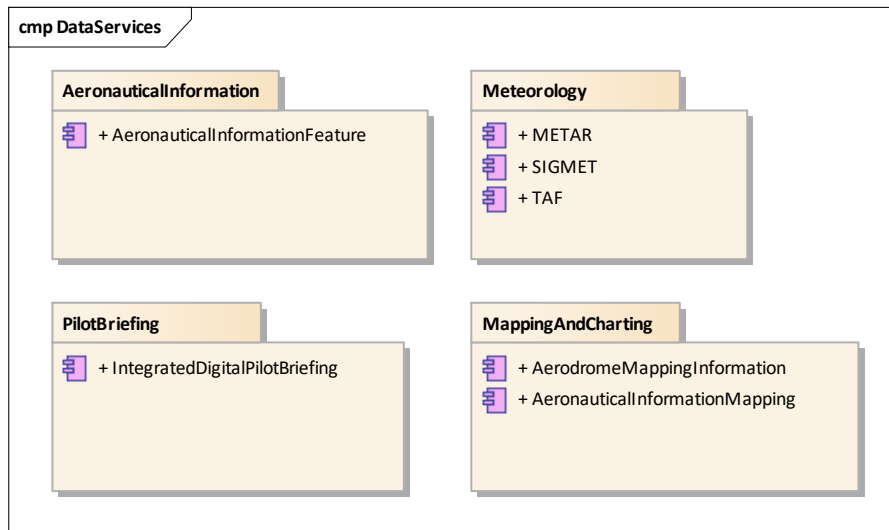 cmp DataServices
AeronauticalInformation
+ AeronauticalInformationFeature
Meteorology
+ METAR
+ SIGMET
+ TAF
PilotBriefing
+ IntegratedDigitalPilotBriefing
MappingAndCharting
+ AerodromeMappingInformation
+ AeronauticalInformationMapping